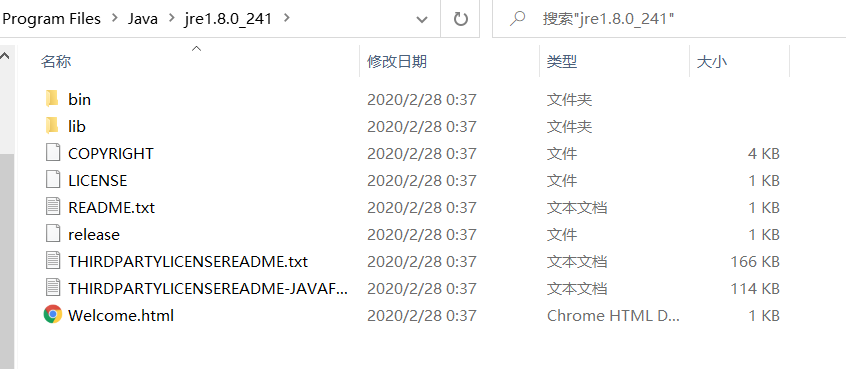 Program Files > Java > jre1.8.0_241 >
搜索"jre1.8.0_241"
名称 修改日期 类型 大小
bin 2020/2/28 0:37 文件夹
lib 2020/2/28 0:37 文件夹
COPYRIGHT 2020/2/28 0:37 文件 4 KB
LICENSE 2020/2/28 0:37 文件 1 KB
README.txt 2020/2/28 0:37 文本文档 1 KB
release 2020/2/28 0:37 文件 1 KB
THIRDPARTYLICENSEREADME.txt 2020/2/28 0:37 文本文档 166 KB
THIRDPARTYLICENSEREADME-JAVAF... 2020/2/28 0:37 文本文档 114 KB
Welcome.html 2020/2/28 0:37 Chrome HTML D... 1 KB